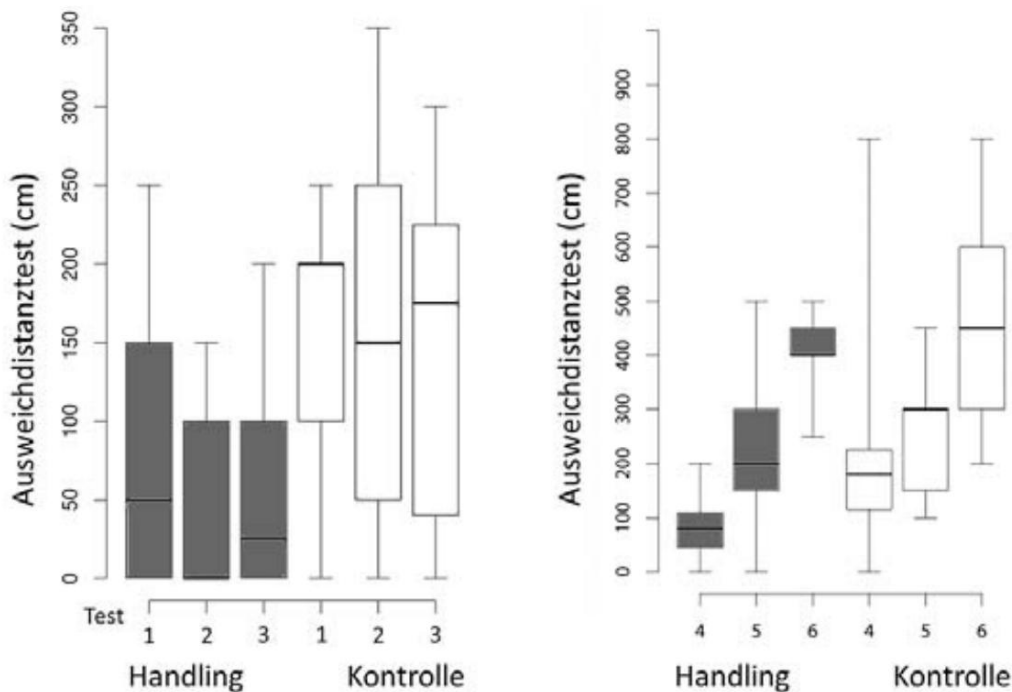 Ausweichdistanztest (cm)
350
300
250
200
150
100
50
0
Test
1 2 3 1 2 3
Handling Kontrolle
Ausweichdistanztest (cm)
900
800
700
600
500
400
300
200
100
0
4 5 6 4 5 6
Handling Kontrolle